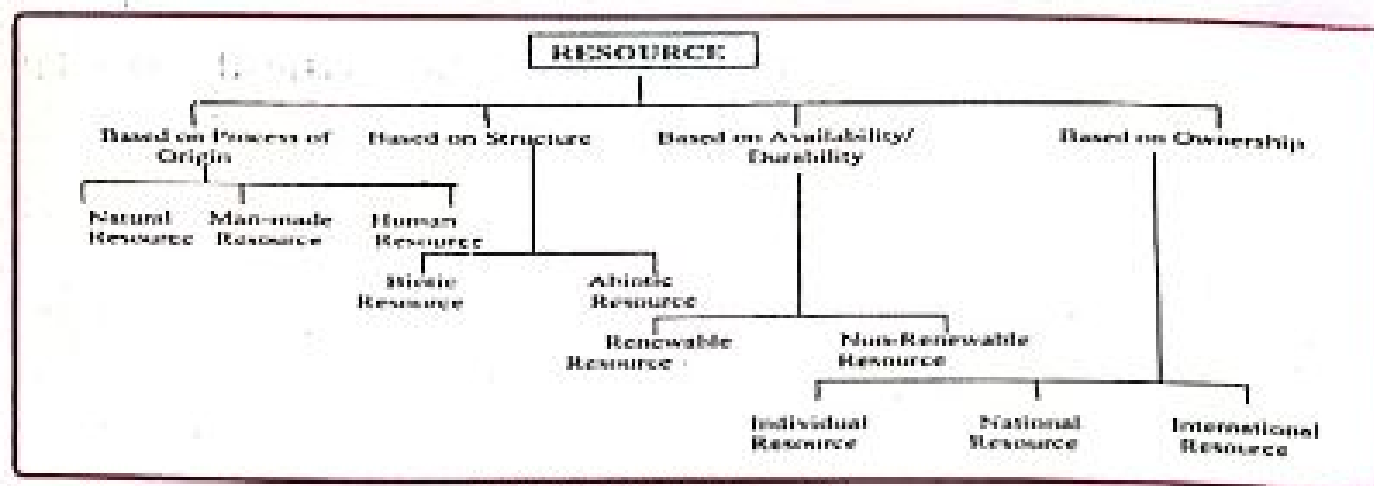 RESOURCE
Based on Process of
Origin
Based on Structure
Based on Availability/
Durability
Based on Ownership
Natural
Resource
Man-made
Resource
Human
Resource
Biotic
Resource
Abiotic
Resource
Renewable
Resource
Non-Renewable
Resource
Individual
Resource
National
Resource
International
Resource